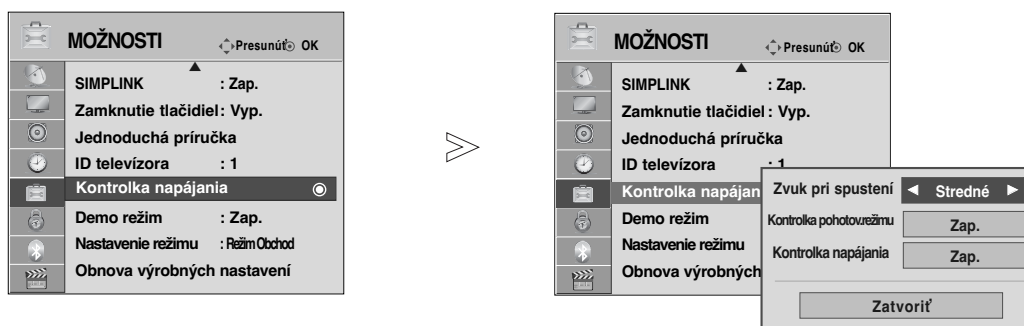 MOŽNOSTI Presunúť OK
SIMPLINK : Zap.
Zamknutie tlačidiel : Vyp.
Jednoduchá príručka
ID televízora : 1
Kontrolka napájania
Demo režim : Zap.
Nastavenie režimu : Režim Obchod
Obnova výrobných nastavení
MOŽNOSTI Presunúť OK
SIMPLINK : Zap.
Zamknutie tlačidiel : Vyp.
Jednoduchá príručka
ID televízora : 1
Kontrolka napájan
Demo režim
Nastavenie režimu
Obnova výrobných
Zvuk pri spustení ◄ Stredné ►
Kontrolka pohotov.režimu Zap.
Kontrolka napájania Zap.
Zatvoriť